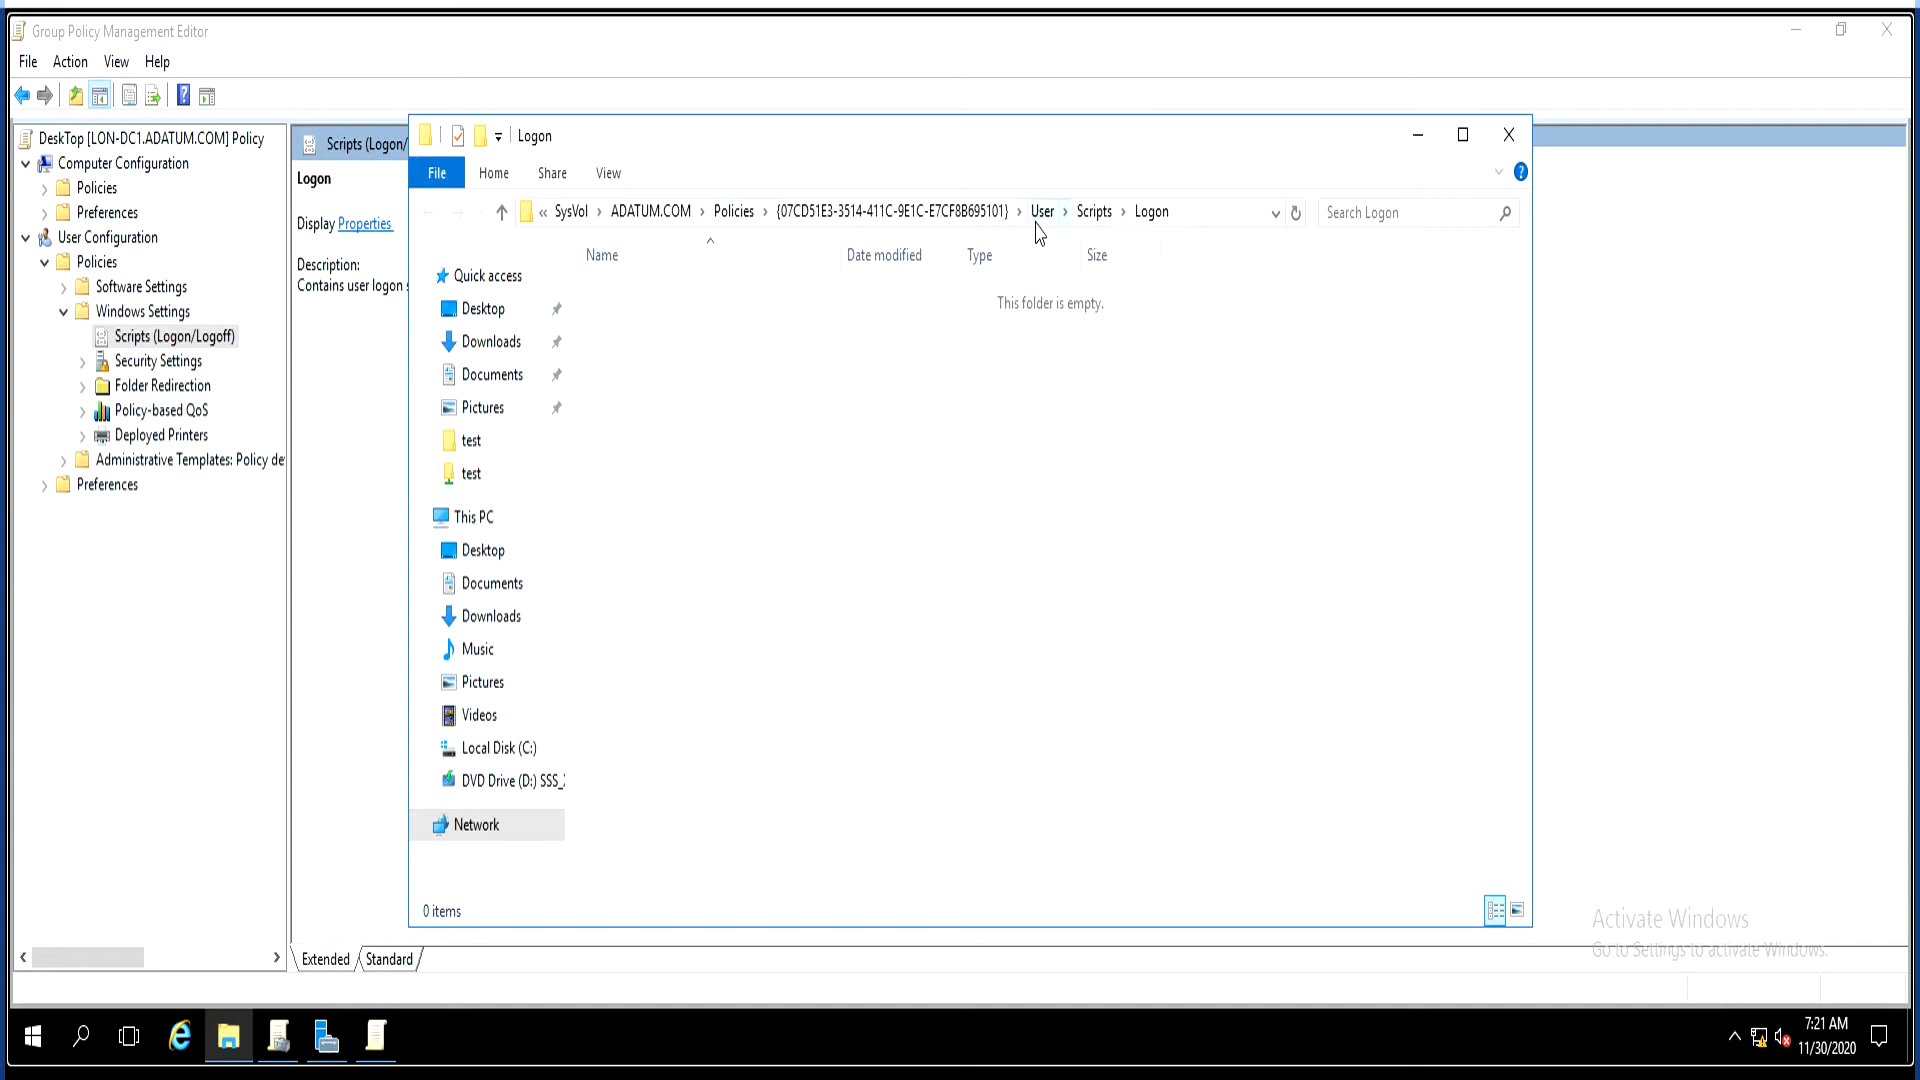 Group Policy Management Editor
File Action View Help
DeskTop [LON-DC1.ADATUM.COM] Policy
Computer Configuration
Policies
Preferences
User Configuration
Policies
Software Settings
Windows Settings
Scripts (Logon/Logoff)
Security Settings
Folder Redirection
Policy-based QoS
Deployed Printers
Administrative Templates: Policy de
Preferences
Scripts (Logon/
Logon
Display Properties
Description:
Contains user logon s
Logon
File Home Share View
« SysVol › ADATUM.COM › Policies › {07CD51E3-3514-411C-9E1C-E7CF8B695101} › User › Scripts › Logon
Search Logon
Name Date modified Type Size
This folder is empty.
Quick access
Desktop
Downloads
Documents
Pictures
test
test
This PC
Desktop
Documents
Downloads
Music
Pictures
Videos
Local Disk (C:)
DVD Drive (D:) SSS_
Network
0 items
Extended Standard
Activate Windows
Go to Settings to activate Windows.
7:21 AM
11/30/2020